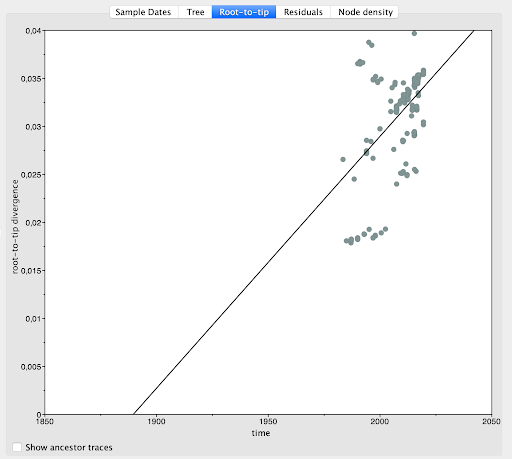 Sample Dates Tree Root-to-tip Residuals Node density
0,04
0,035
0,03
0,025
0,02
0,015
0,01
0,005
0
root-to-tip divergence
1850 1900 1950 2000 2050
time
Show ancestor traces